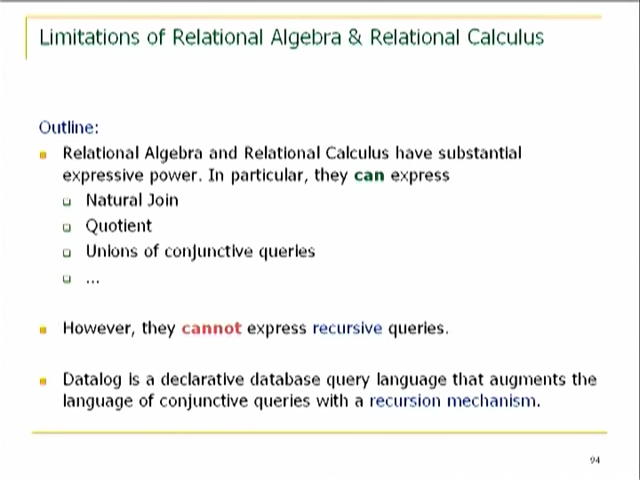 Limitations of Relational Algebra & Relational Calculus
Outline:
Relational Algebra and Relational Calculus have substantial
expressive power. In particular, they can express
Natural Join
Quotient
Unions of conjunctive queries
...
However, they cannot express recursive queries.
Datalog is a declarative database query language that augments the
language of conjunctive queries with a recursion mechanism.
94